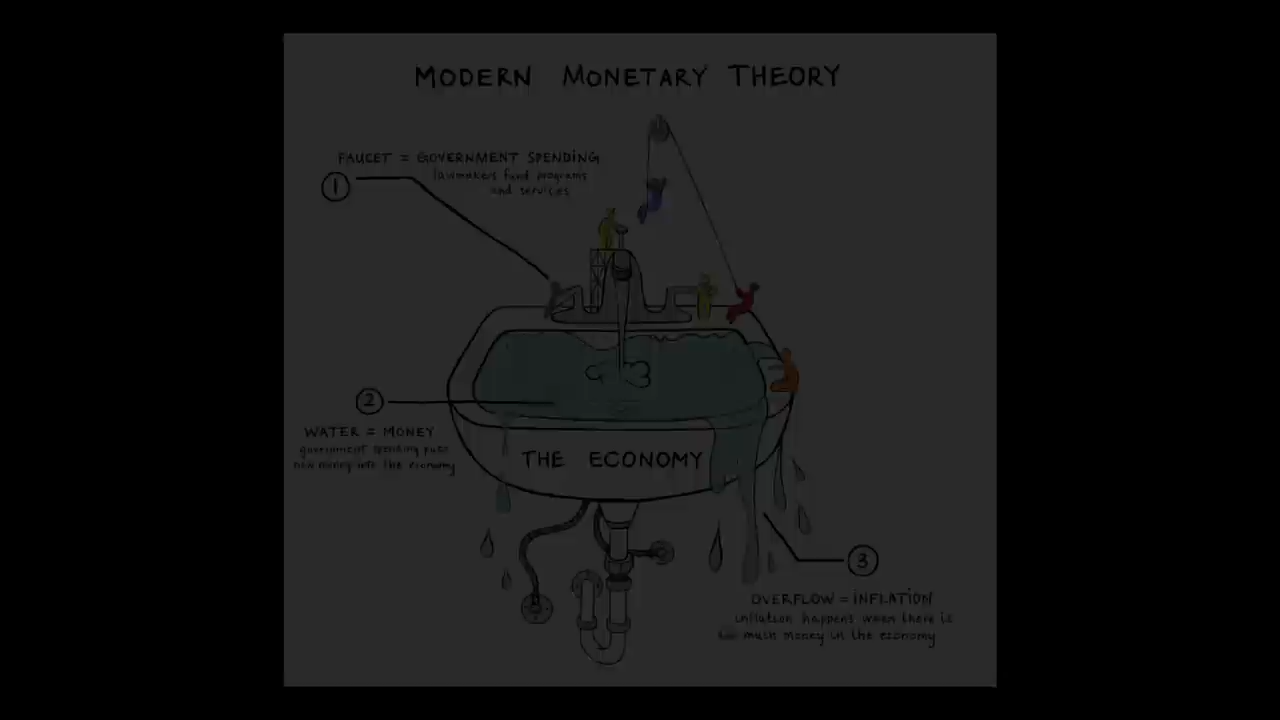 MODERN MONETARY THEORY
FAUCET = GOVERNMENT SPENDING
lawmakers fund programs
and services
1
2
WATER = MONEY
government spending puts
new money into the economy
THE ECONOMY
3
OVERFLOW = INFLATION
inflation happens when there is
too much money in the economy